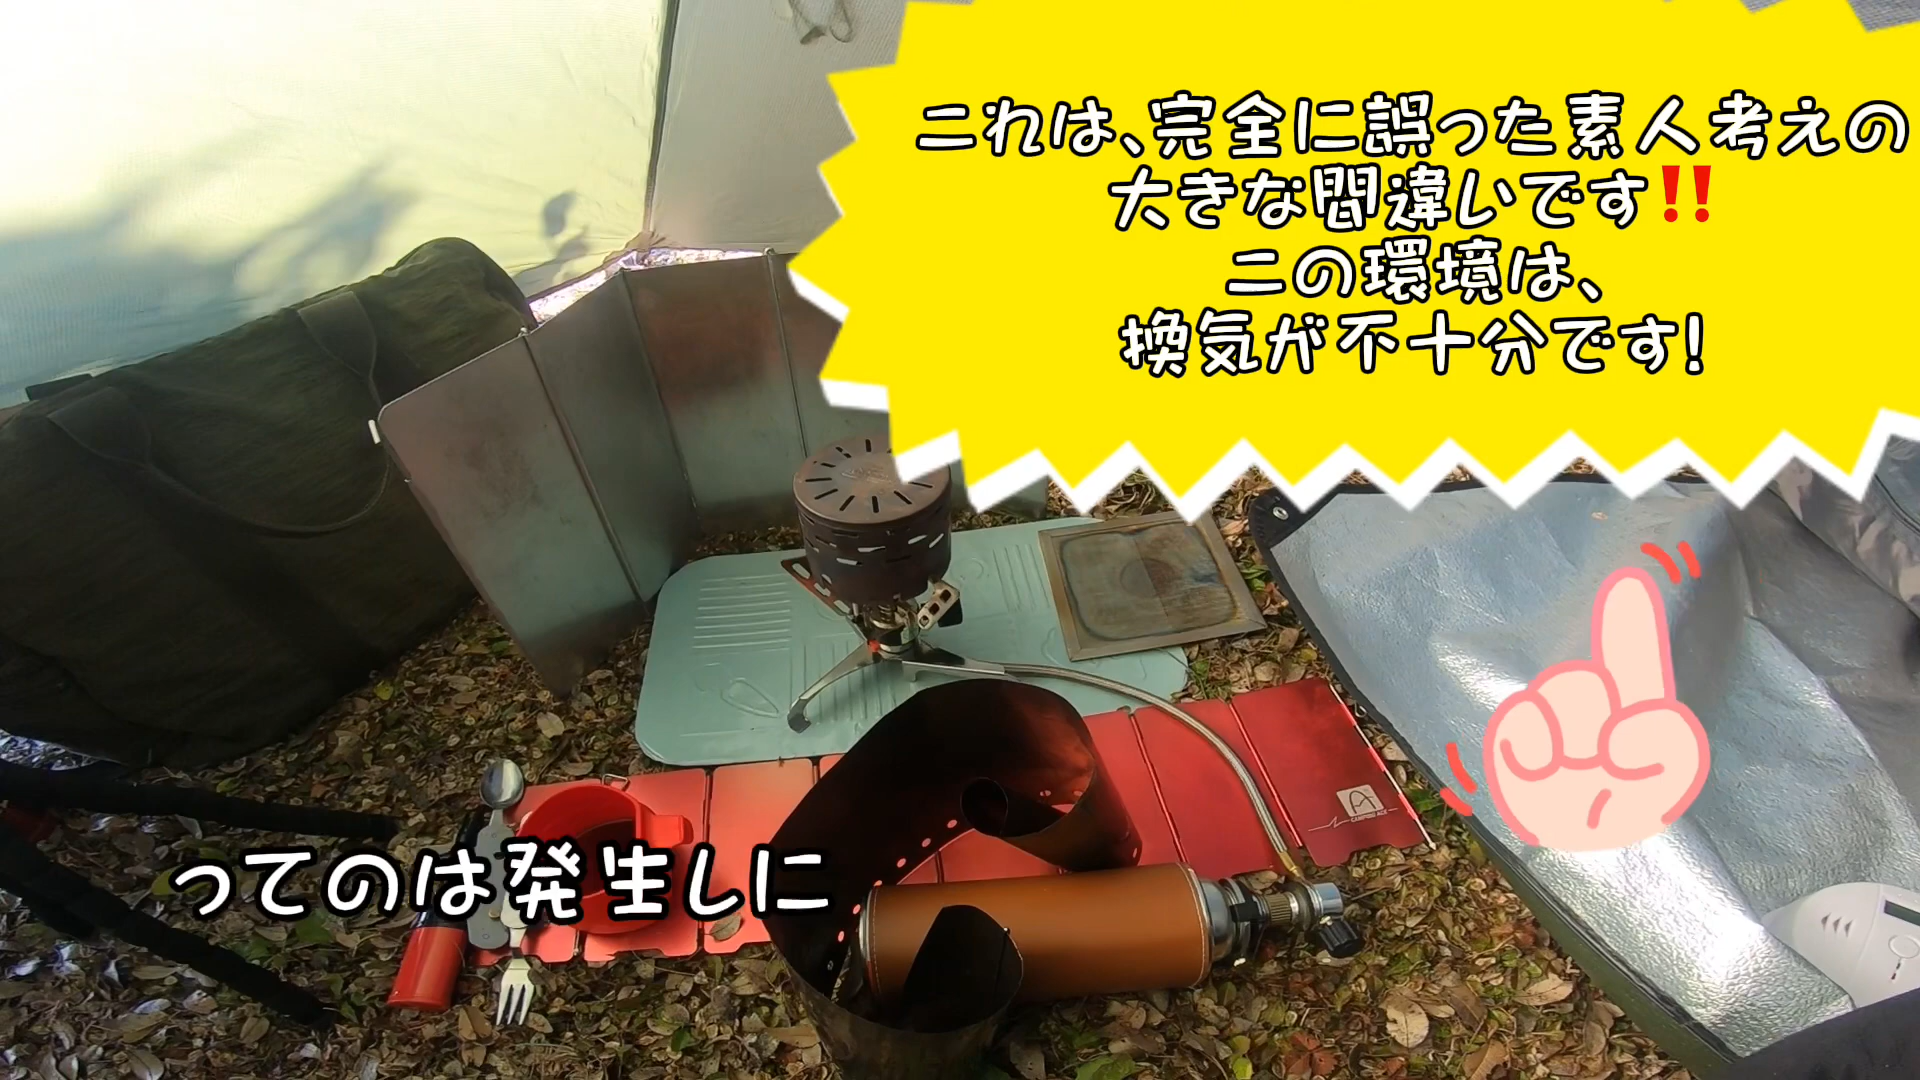 これは、完全に誤った素人考えの
大きな間違いです‼️
この環境は、
換気が不十分です!
ってのは発生しに
CAMPING ACE